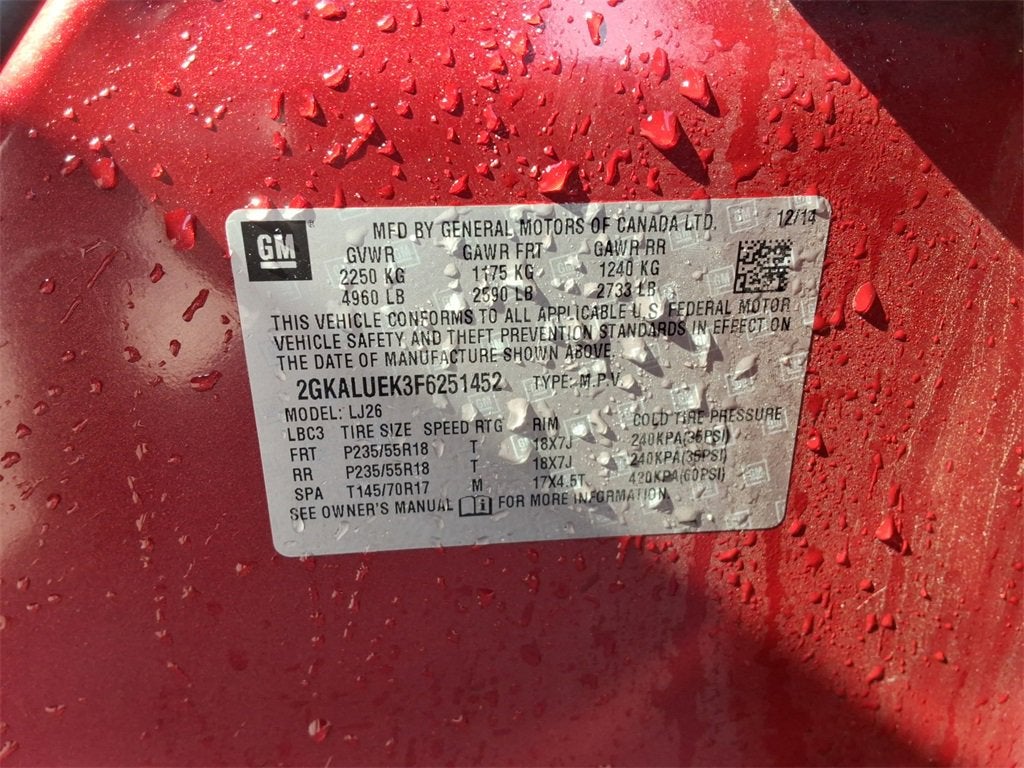 GM
MFD BY GENERAL MOTORS OF CANADA LTD. 12/14
GVWR GAWR FRT GAWR RR
2250 KG 1175 KG 1240 KG
4960 LB 2590 LB 2733 LB
THIS VEHICLE CONFORMS TO ALL APPLICABLE U.S FEDERAL MOTOR
VEHICLE SAFETY AND THEFT PREVENTION STANDARDS IN EFFECT ON
THE DATE OF MANUFACTURE SHOWN ABOVE.
2GKALUEK3F6251452 TYPE: M.P.V.
MODEL: LJ26
LBC3 TIRE SIZE SPEED RTG RIM COLD TIRE PRESSURE
FRT P235/55R18 T 18X7J 240KPA(35PSI)
RR P235/55R18 T 18X7J 240KPA(35PSI)
SPA T145/70R17 M 17X4.5T 420KPA(60PSI)
SEE OWNER'S MANUAL FOR MORE INFORMATION.